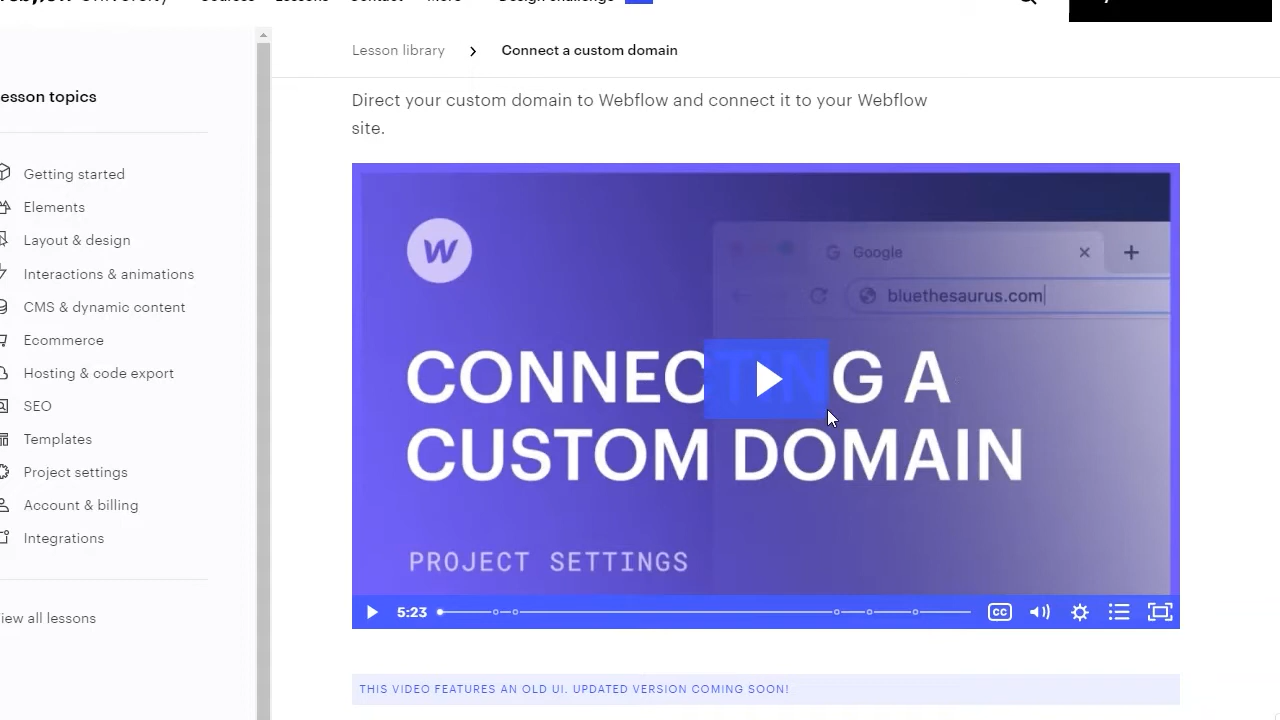 University
Lesson library
Connect a custom domain
esson topics
Direct your custom domain to Webflow and connect it to your Webflow
site.
Getting started
Elements
Layout & design
Interactions & animations
CMS & dynamic content
Ecommerce
Hosting & code export
SEO
Templates
Project settings
Account & billing
Integrations
iew all lessons
W
Google
bluethesaurus.com
CONNECTING A
CUSTOM DOMAIN
PROJECT SETTINGS
5:23
CC
THIS VIDEO FEATURES AN OLD UI. UPDATED VERSION COMING SOON!